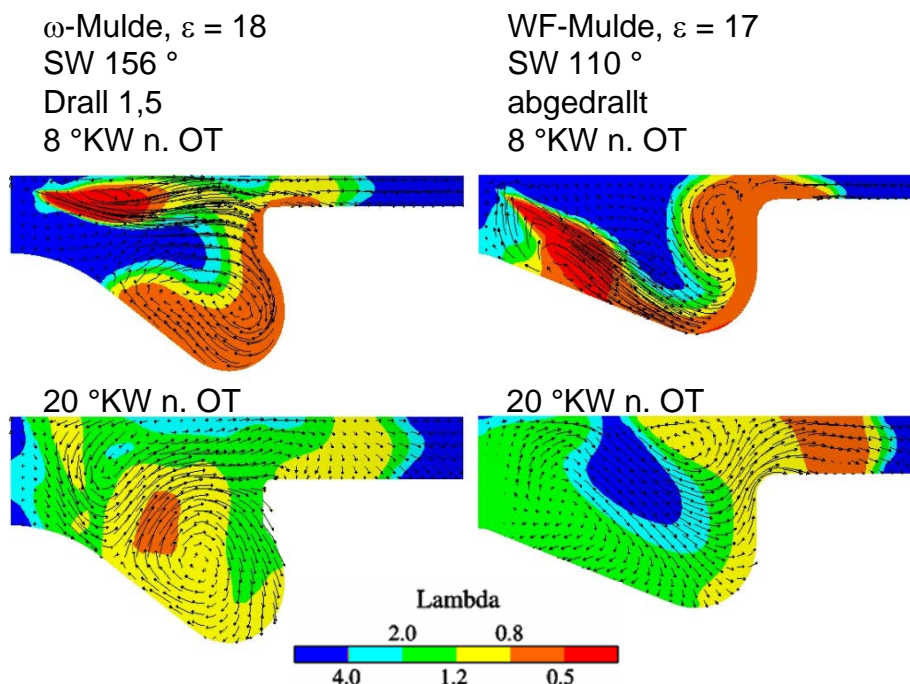 ω-Mulde, ε = 18
SW 156 °
Drall 1,5
8 °KW n. OT
WF-Mulde, ε = 17
SW 110 °
abgedrallt
8 °KW n. OT
20 °KW n. OT
20 °KW n. OT
Lambda
2.0 0.8
4.0 1.2 0.5